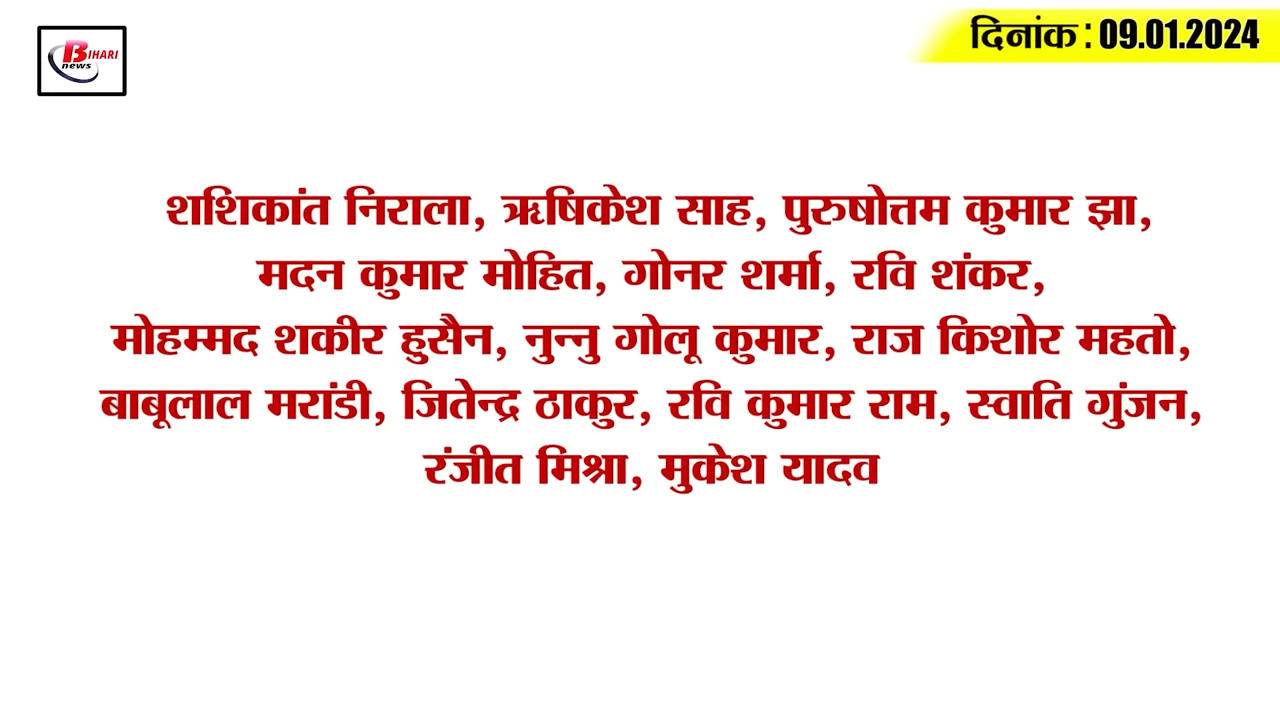 BIHARI
news
दिनांक : 09.01.2024
शशिकांत निराला, ऋषिकेश साह, पुरुषोत्तम कुमार झा,
मदन कुमार मोहित, गोनर शर्मा, रवि शंकर,
मोहम्मद शकीर हुसैन, नुन्नु गोलू कुमार, राज किशोर महतो,
बाबूलाल मरांडी, जितेन्द्र ठाकुर, रवि कुमार राम, स्वाति गुंजन,
रंजीत मिश्रा, मुकेश यादव